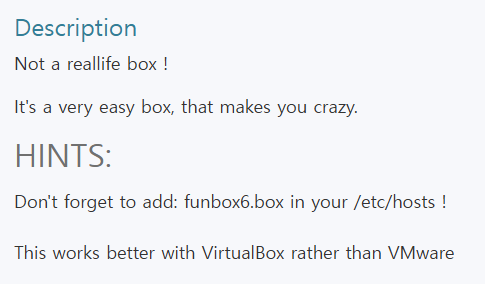 Description
Not a reallife box !
It's a very easy box, that makes you crazy.
HINTS:
Don't forget to add: funbox6.box in your /etc/hosts !
This works better with VirtualBox rather than VMware